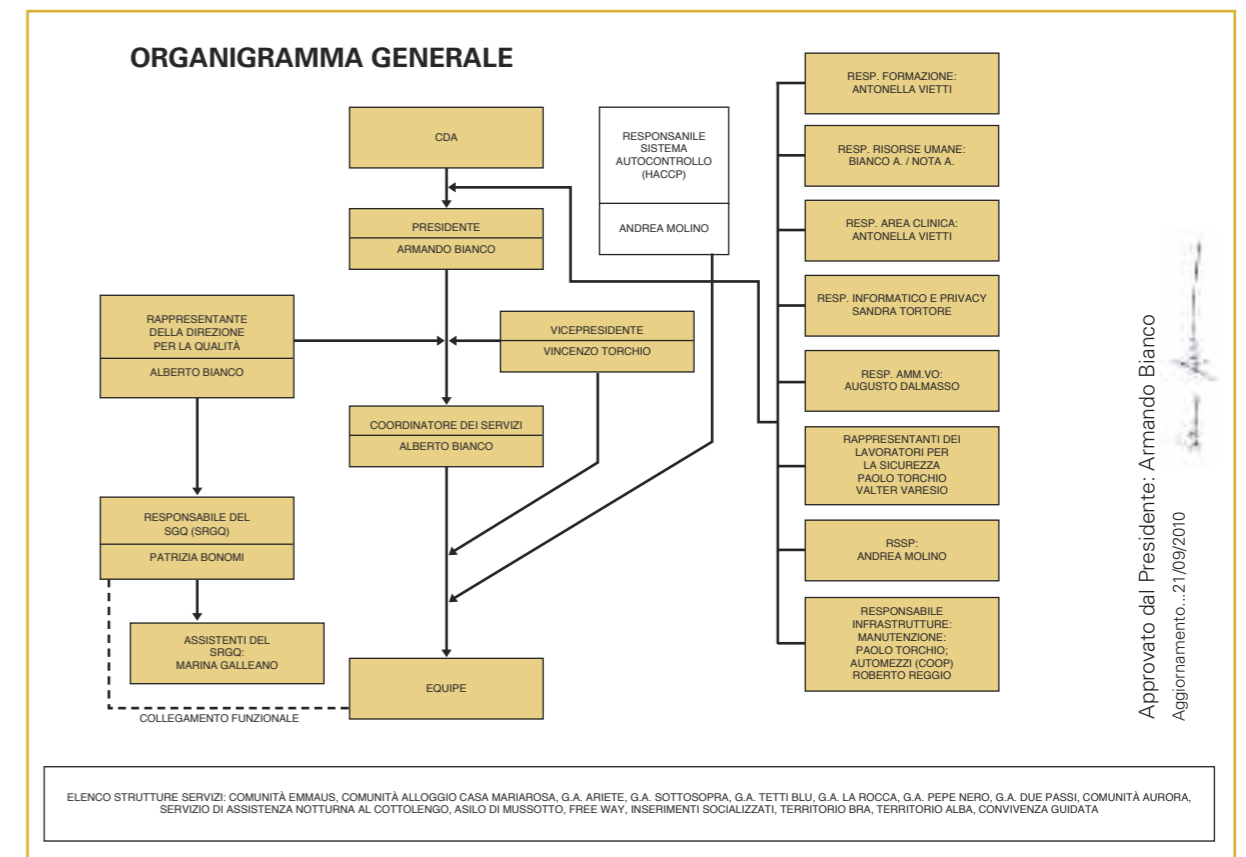 ORGANIGRAMMA GENERALE
CDA
PRESIDENTE
ARMANDO BIANCO
RESPONSANILE
SISTEMA
AUTOCONTROLLO
(HACCP)
ANDREA MOLINO
RAPPRESENTANTE
DELLA DIREZIONE
PER LA QUALITÀ
ALBERTO BIANCO
VICEPRESIDENTE
VINCENZO TORCHIO
COORDINATORE DEI SERVIZI
ALBERTO BIANCO
RESPONSABILE DEL
SGQ (SRGQ)
PATRIZIA BONOMI
ASSISTENTI DEL
SRGQ:
MARINA GALLEANO
EQUIPE
COLLEGAMENTO FUNZIONALE
RESP. FORMAZIONE:
ANTONELLA VIETTI
RESP. RISORSE UMANE:
BIANCO A. / NOTA A.
RESP. AREA CLINICA:
ANTONELLA VIETTI
RESP. INFORMATICO E PRIVACY
SANDRA TORTORE
RESP. AMM.VO:
AUGUSTO DALMASSO
RAPPRESENTANTI DEI
LAVORATORI PER
LA SICUREZZA
PAOLO TORCHIO
VALTER VARESIO
RSSP:
ANDREA MOLINO
RESPONSABILE
INFRASTRUTTURE:
MANUTENZIONE:
PAOLO TORCHIO;
AUTOMEZZI (COOP)
ROBERTO REGGIO
Approvato dal Presidente: Armando Bianco
Aggiornamento...21/09/2010
ELENCO STRUTTURE SERVIZI: COMUNITÀ EMMAUS, COMUNITÀ ALLOGGIO CASA MARIAROSA, G.A. ARIETE, G.A. SOTTOSOPRA, G.A. TETTI BLU, G.A. LA ROCCA, G.A. PEPE NERO, G.A. DUE PASSI, COMUNITÀ AURORA,
SERVIZIO DI ASSISTENZA NOTTURNA AL COTTOLENGO, ASILO DI MUSSOTTO, FREE WAY, INSERIMENTI SOCIALIZZATI, TERRITORIO BRA, TERRITORIO ALBA, CONVIVENZA GUIDATA